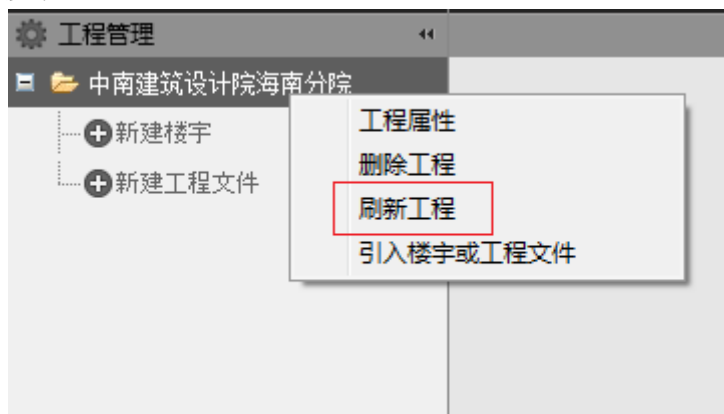 工程管理
中南建筑设计院海南分院
新建楼宇
新建工程文件
工程属性
删除工程
刷新工程
引入楼宇或工程文件